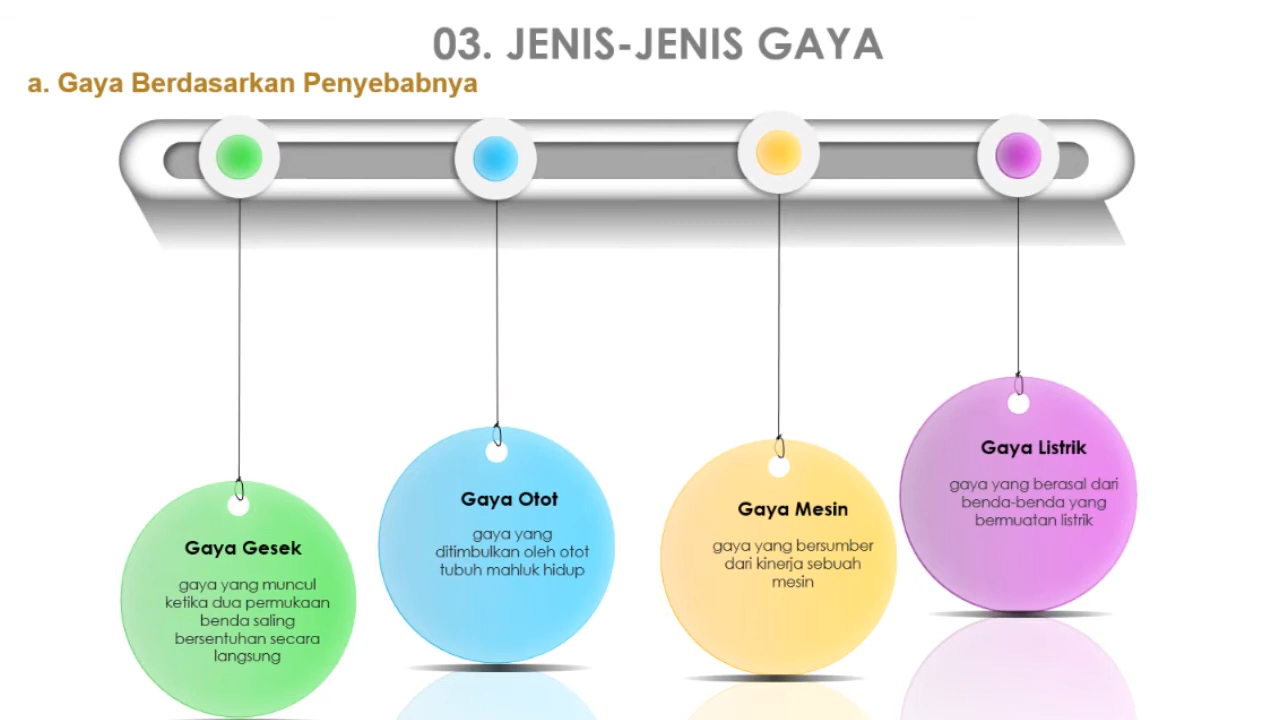 03. JENIS-JENIS GAYA
a. Gaya Berdasarkan Penyebabnya
Gaya Gesek
gaya yang muncul
ketika dua permukaan
benda saling
bersentuhan secara
langsung
Gaya Otot
gaya yang
ditimbulkan oleh otot
tubuh mahluk hidup
Gaya Mesin
gaya yang bersumber
dari kinerja sebuah
mesin
Gaya Listrik
gaya yang berasal dari
benda-benda yang
bermuatan listrik